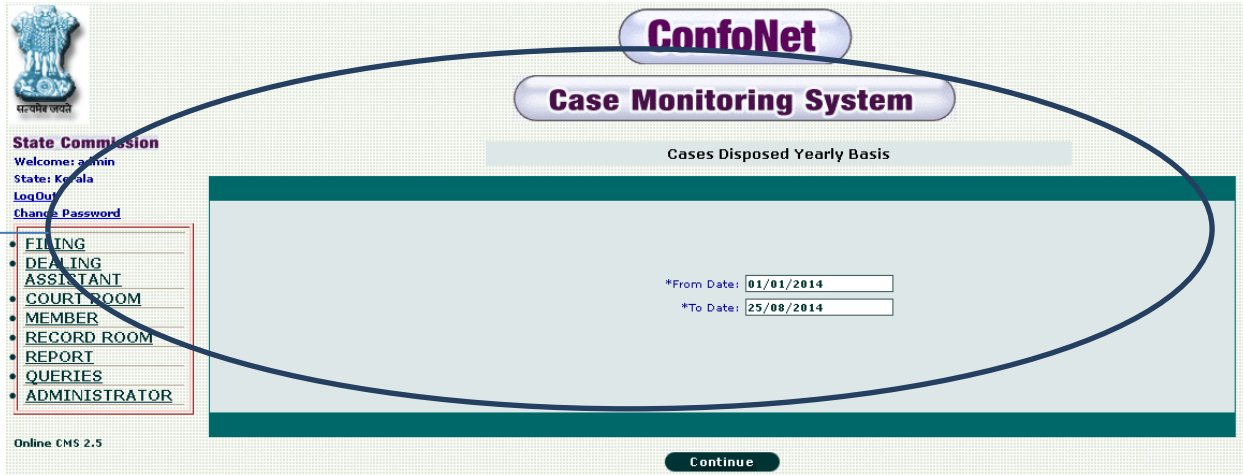 ConfoNet
Case Monitoring System
सत्यमेव जयते
State Commission
Welcome: admin
State: Kerala
LogOut
Change Password
Cases Disposed Yearly Basis
FILING
DEALING
ASSISTANT
COURT ROOM
MEMBER
RECORD ROOM
REPORT
QUERIES
ADMINISTRATOR
*From Date: 01/01/2014
*To Date: 25/08/2014
Online CMS 2.5
Continue